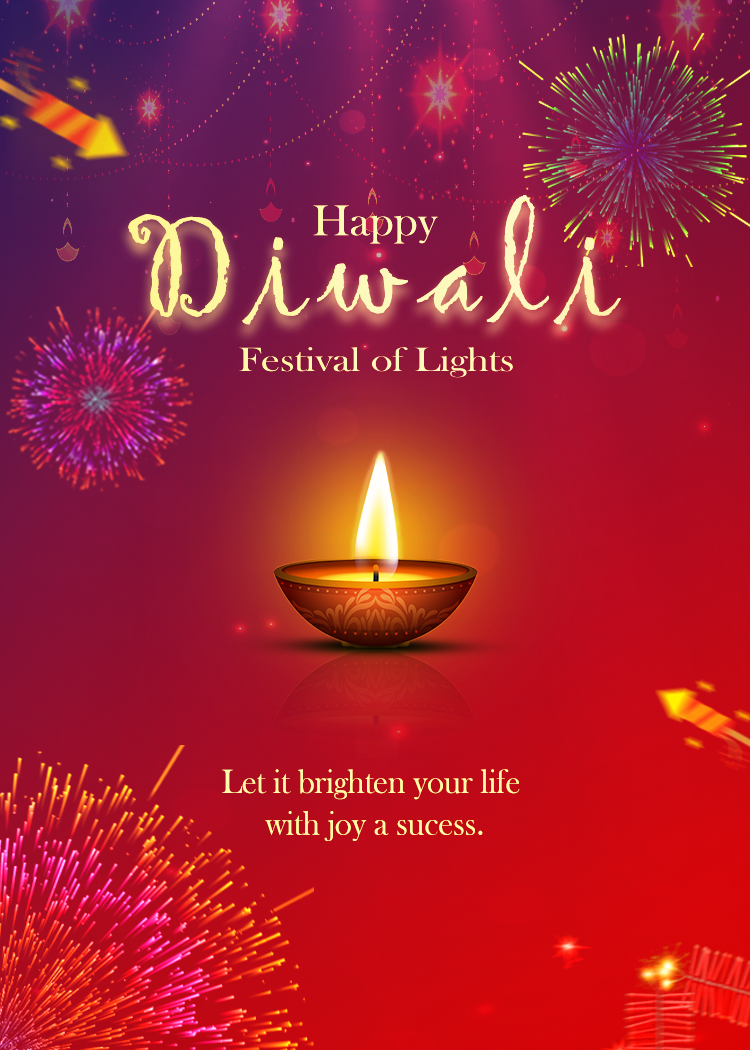 Happy
Diwali
Festival of Lights
Let it brighten your life
with joy a sucess.